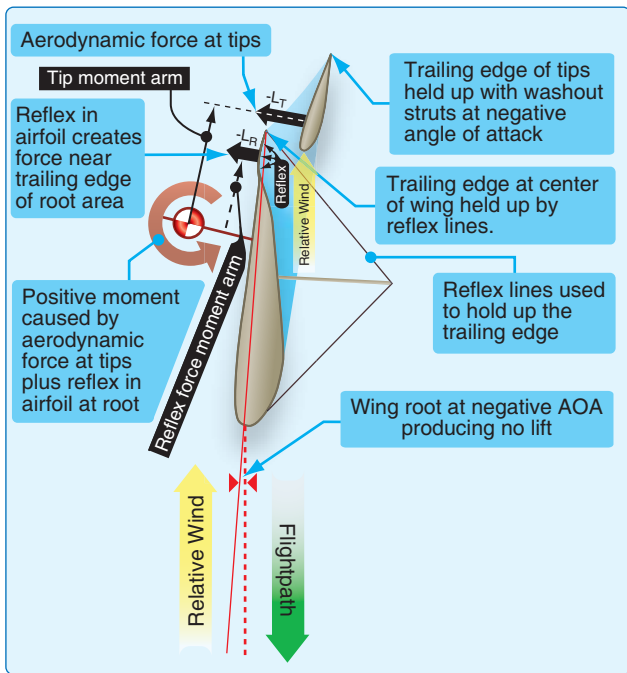 Aerodynamic force at tips
Tip moment arm
Reflex in
airfoil creates
force near
trailing edge
of root area
-LT
-LR
Reflex
Relative Wind
Trailing edge of tips
held up with washout
struts at negative
angle of attack
Trailing edge at center
of wing held up by
reflex lines.
Reflex lines used
to hold up the
trailing edge
Positive moment
caused by
aerodynamic
force at tips
plus reflex in
airfoil at root
Reflex force moment arm
Wing root at negative AOA
producing no lift
Relative Wind
Flightpath